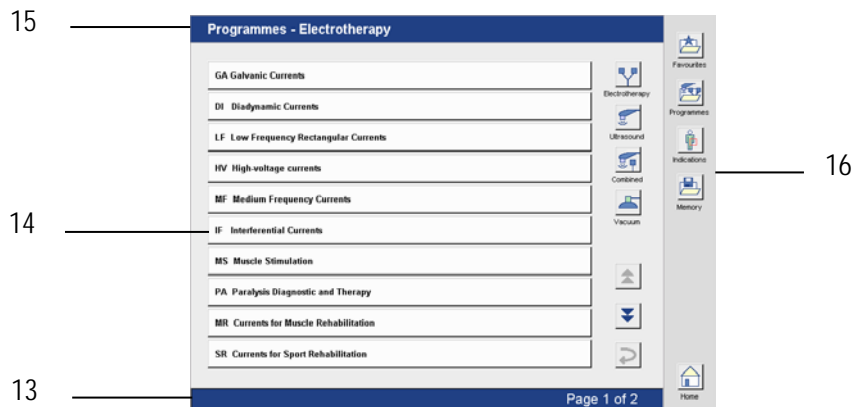 15
Programmes - Electrotherapy
GA Galvanic Currents
DI Diadynamic Currents
LF Low Frequency Rectangular Currents
HV High-voltage currents
MF Medium Frequency Currents
14
IF Interferential Currents
MS Muscle Stimulation
PA Paralysis Diagnostic and Therapy
MR Currents for Muscle Rehabilitation
SR Currents for Sport Rehabilitation
Electrotherapy
Ultrasound
Combined
Vacuum
Favourites
Programmes
Indications
Memory
16
13
Page 1 of 2
Home